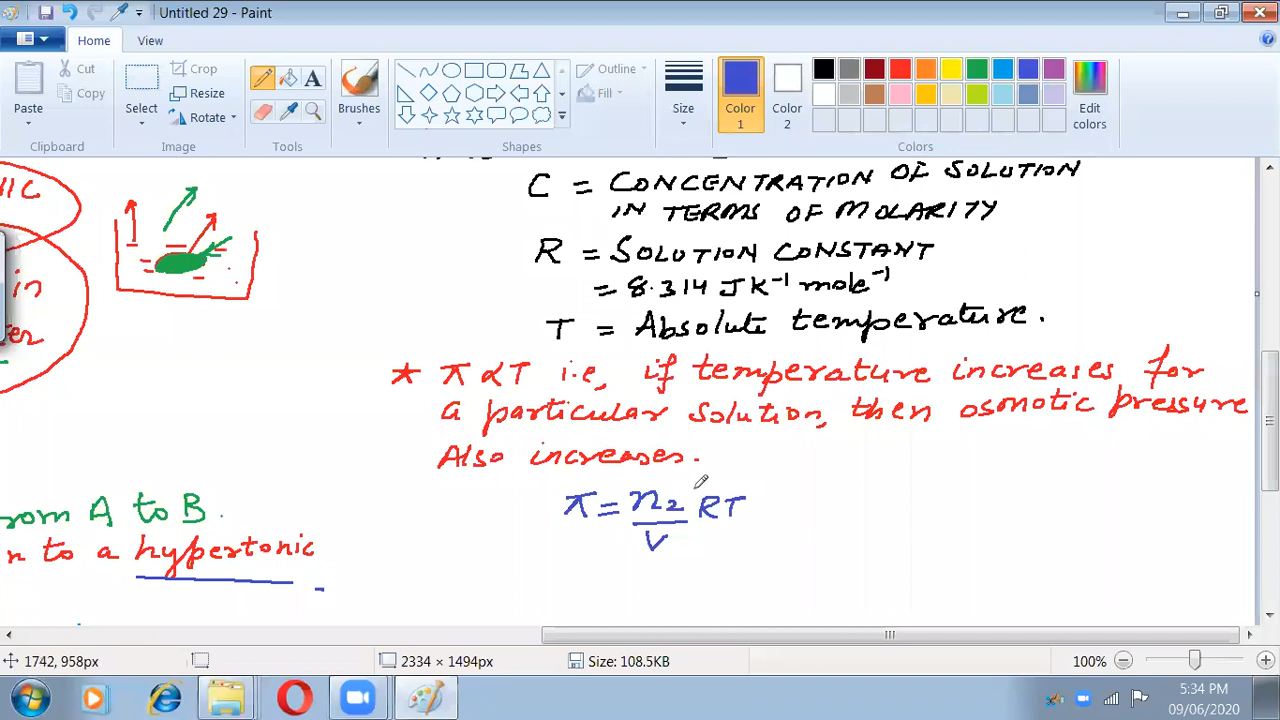 Untitled 29 - Paint
Home View
Paste
Cut
Copy
Clipboard
Select
Crop
Resize
Rotate
Image
Tools
Brushes
Shapes
Outline
Fill
Size
Color 1
Color 2
Edit colors
Colors
C = CONCENTRATION OF SOLUTION
IN TERMS OF MOLARITY
R = SOLUTION CONSTANT
= 8.314 J K⁻¹ mole⁻¹
T = Absolute temperature.
* π ∝ T i.e, if temperature increases for
a particular solution, then osmotic pressure
Also increases.
π = n₂/V RT
in
from A to B.
n to a hypertonic
1742, 958px
2334 × 1494px
Size: 108.5KB
100%
5:34 PM
09/06/2020